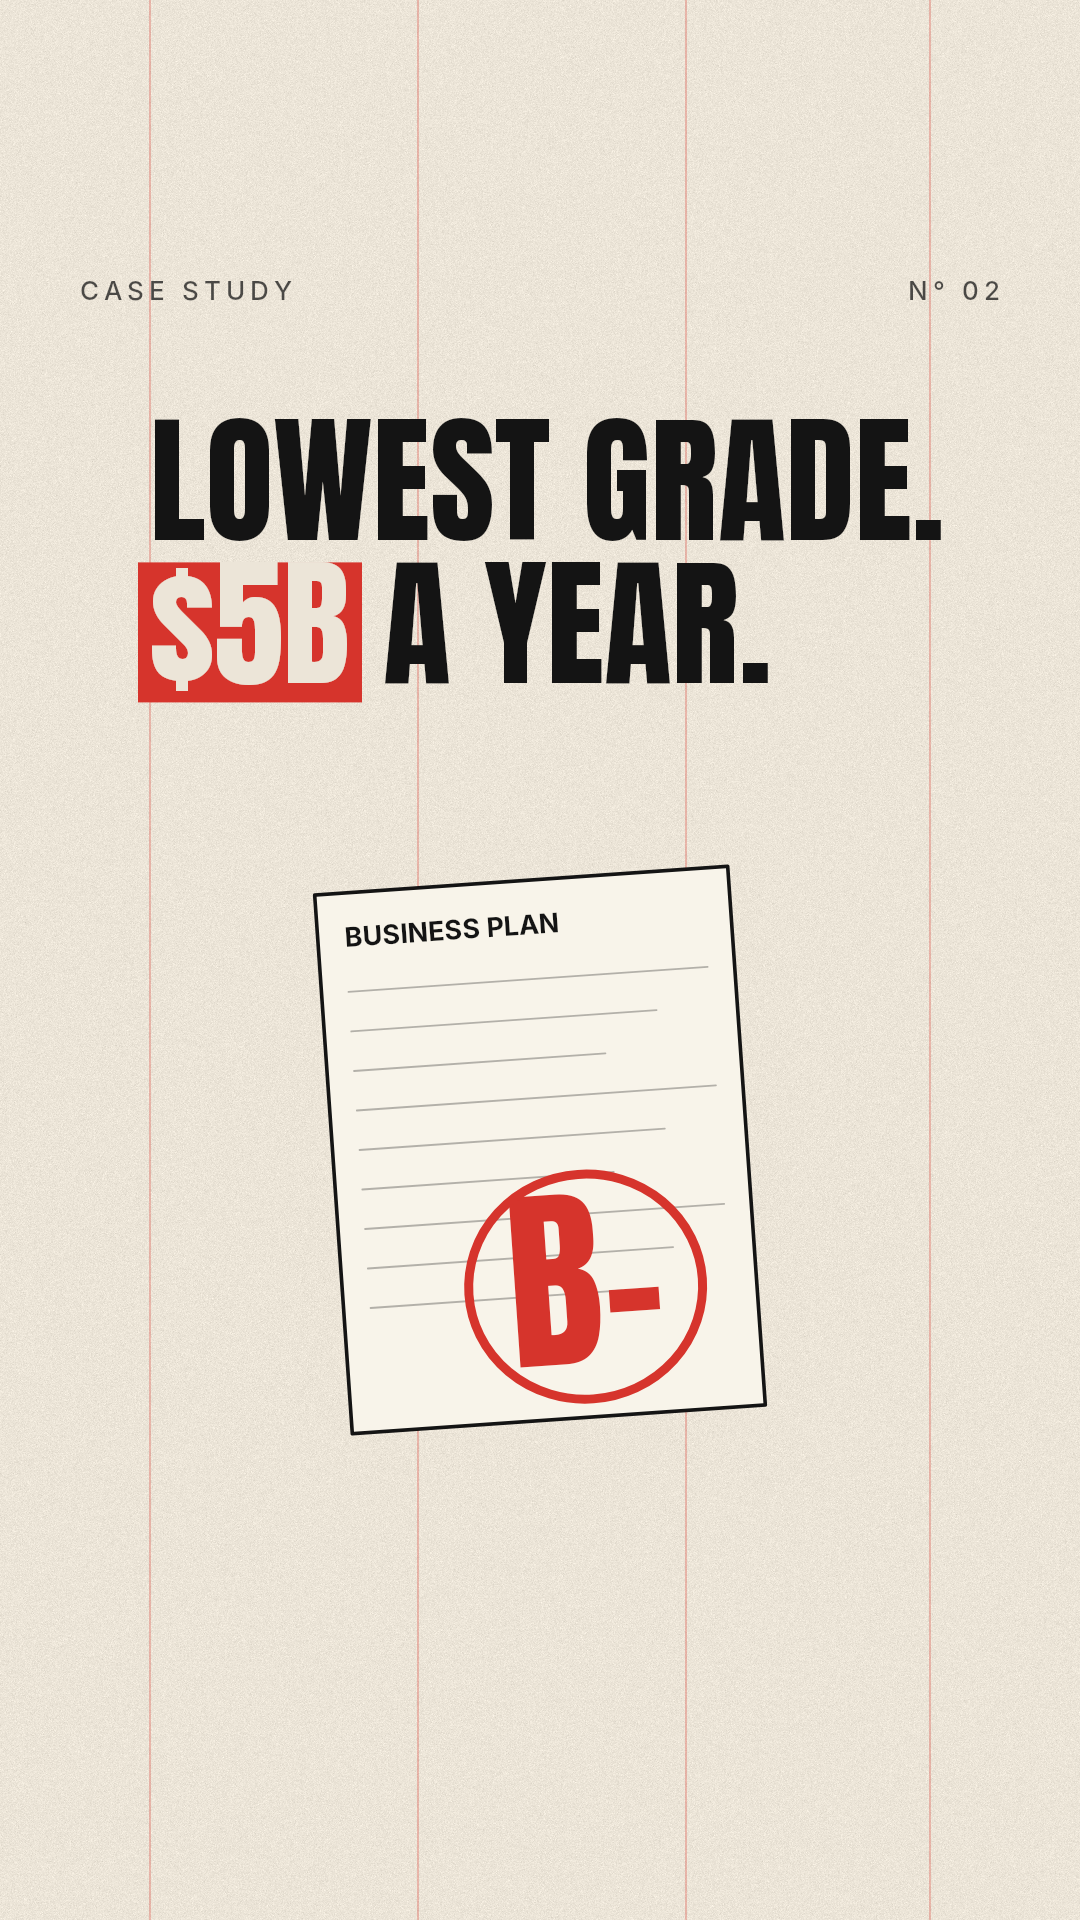 CASE STUDY
N° 02
LOWEST GRADE.
$5B A YEAR.
BUSINESS PLAN
B-